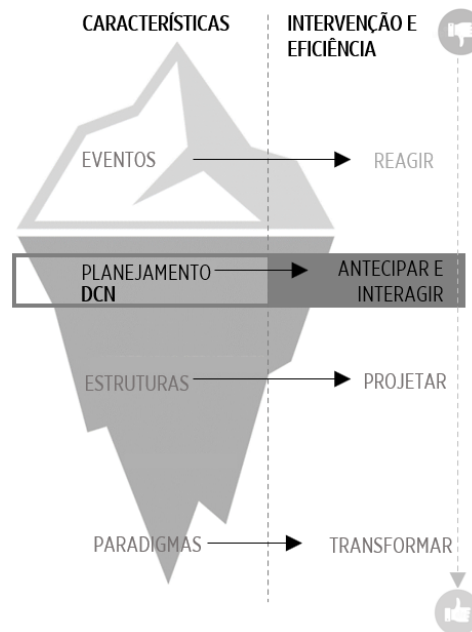 CARACTERÍSTICAS
INTERVENÇÃO E
EFICIÊNCIA
EVENTOS
REAGIR
PLANEJAMENTO
DCN
ANTECIPAR E
INTERAGIR
ESTRUTURAS
PROJETAR
PARADIGMAS
TRANSFORMAR